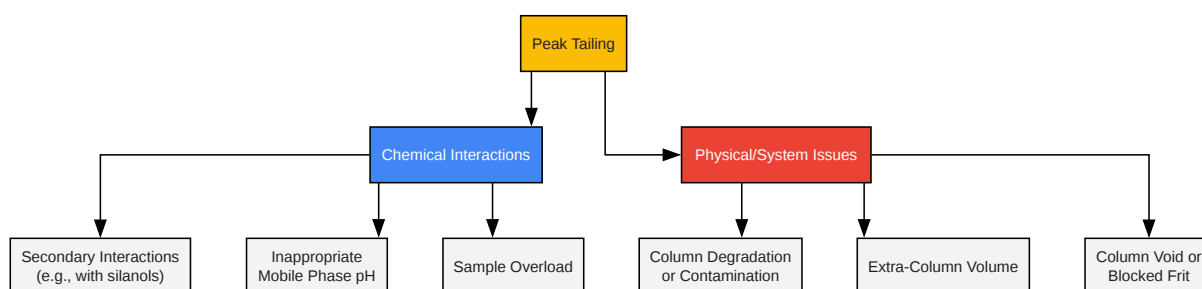 Peak Tailing
Chemical Interactions
Physical/System Issues
Secondary Interactions
(e.g., with silanols)
Inappropriate
Mobile Phase pH
Sample Overload
Column Degradation
or Contamination
Extra-Column Volume
Column Void or
Blocked Frit